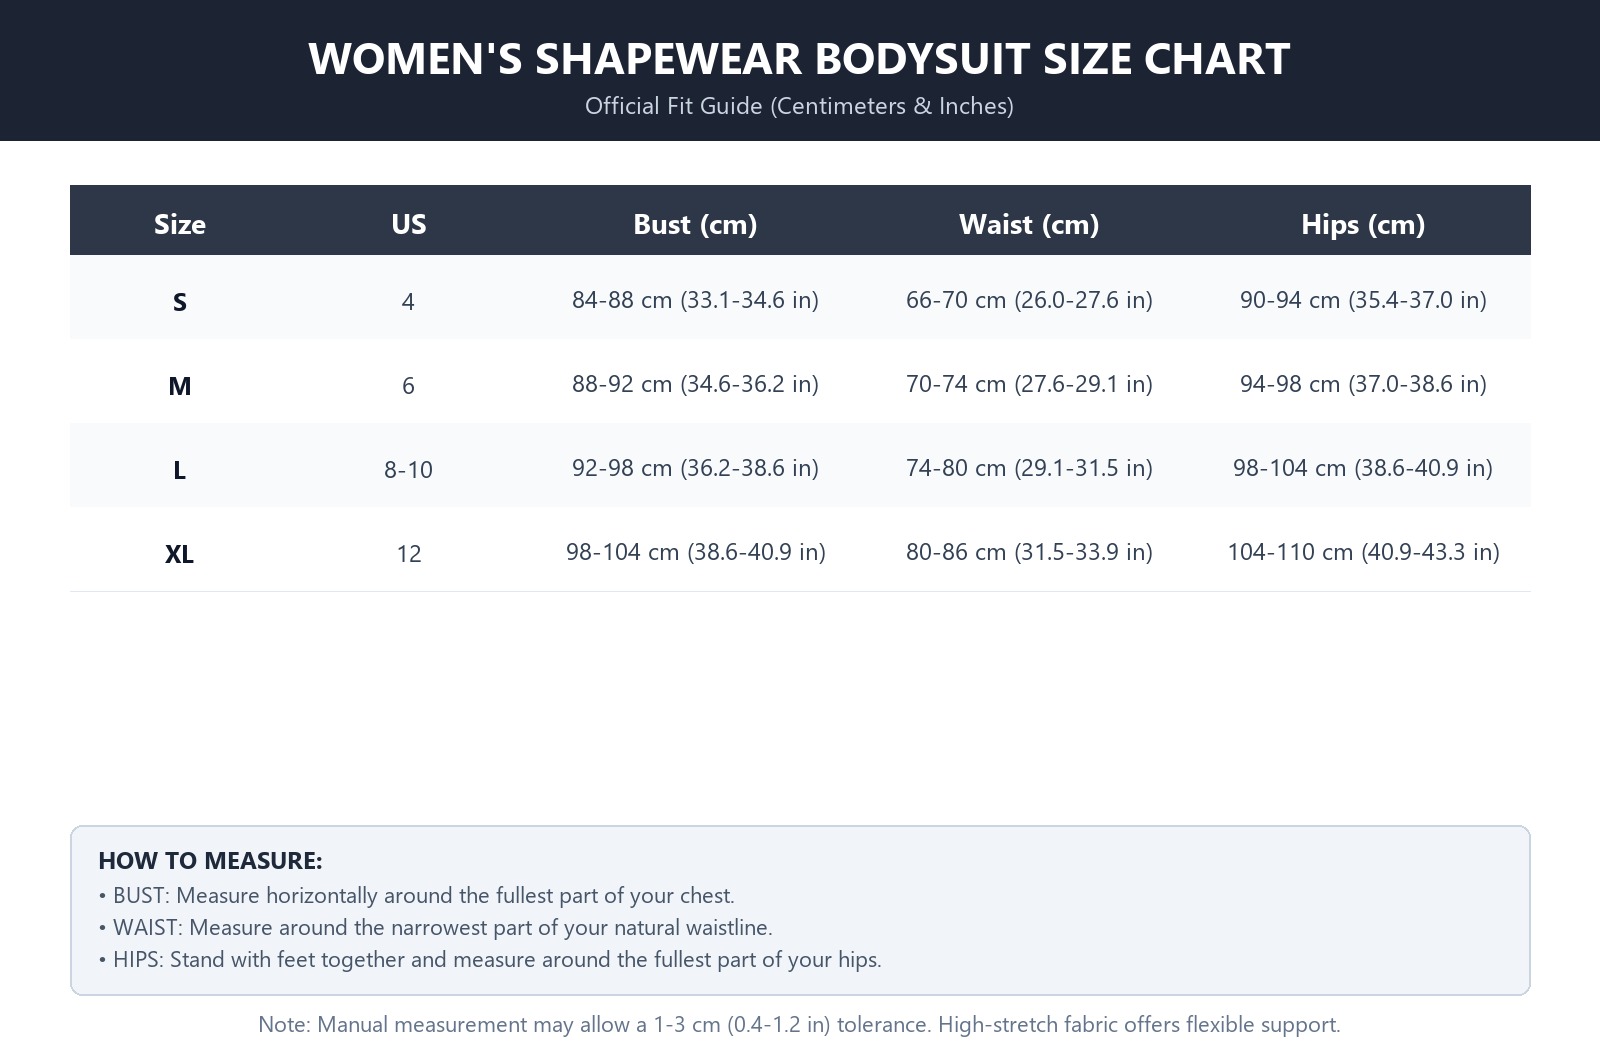 WOMEN'S SHAPEWEAR BODYSUIT SIZE CHART
Official Fit Guide (Centimeters & Inches)
Size US Bust (cm) Waist (cm) Hips (cm)
S 4 84-88 cm (33.1-34.6 in) 66-70 cm (26.0-27.6 in) 90-94 cm (35.4-37.0 in)
M 6 88-92 cm (34.6-36.2 in) 70-74 cm (27.6-29.1 in) 94-98 cm (37.0-38.6 in)
L 8-10 92-98 cm (36.2-38.6 in) 74-80 cm (29.1-31.5 in) 98-104 cm (38.6-40.9 in)
XL 12 98-104 cm (38.6-40.9 in) 80-86 cm (31.5-33.9 in) 104-110 cm (40.9-43.3 in)
HOW TO MEASURE:
• BUST: Measure horizontally around the fullest part of your chest.
• WAIST: Measure around the narrowest part of your natural waistline.
• HIPS: Stand with feet together and measure around the fullest part of your hips.
Note: Manual measurement may allow a 1-3 cm (0.4-1.2 in) tolerance. High-stretch fabric offers flexible support.